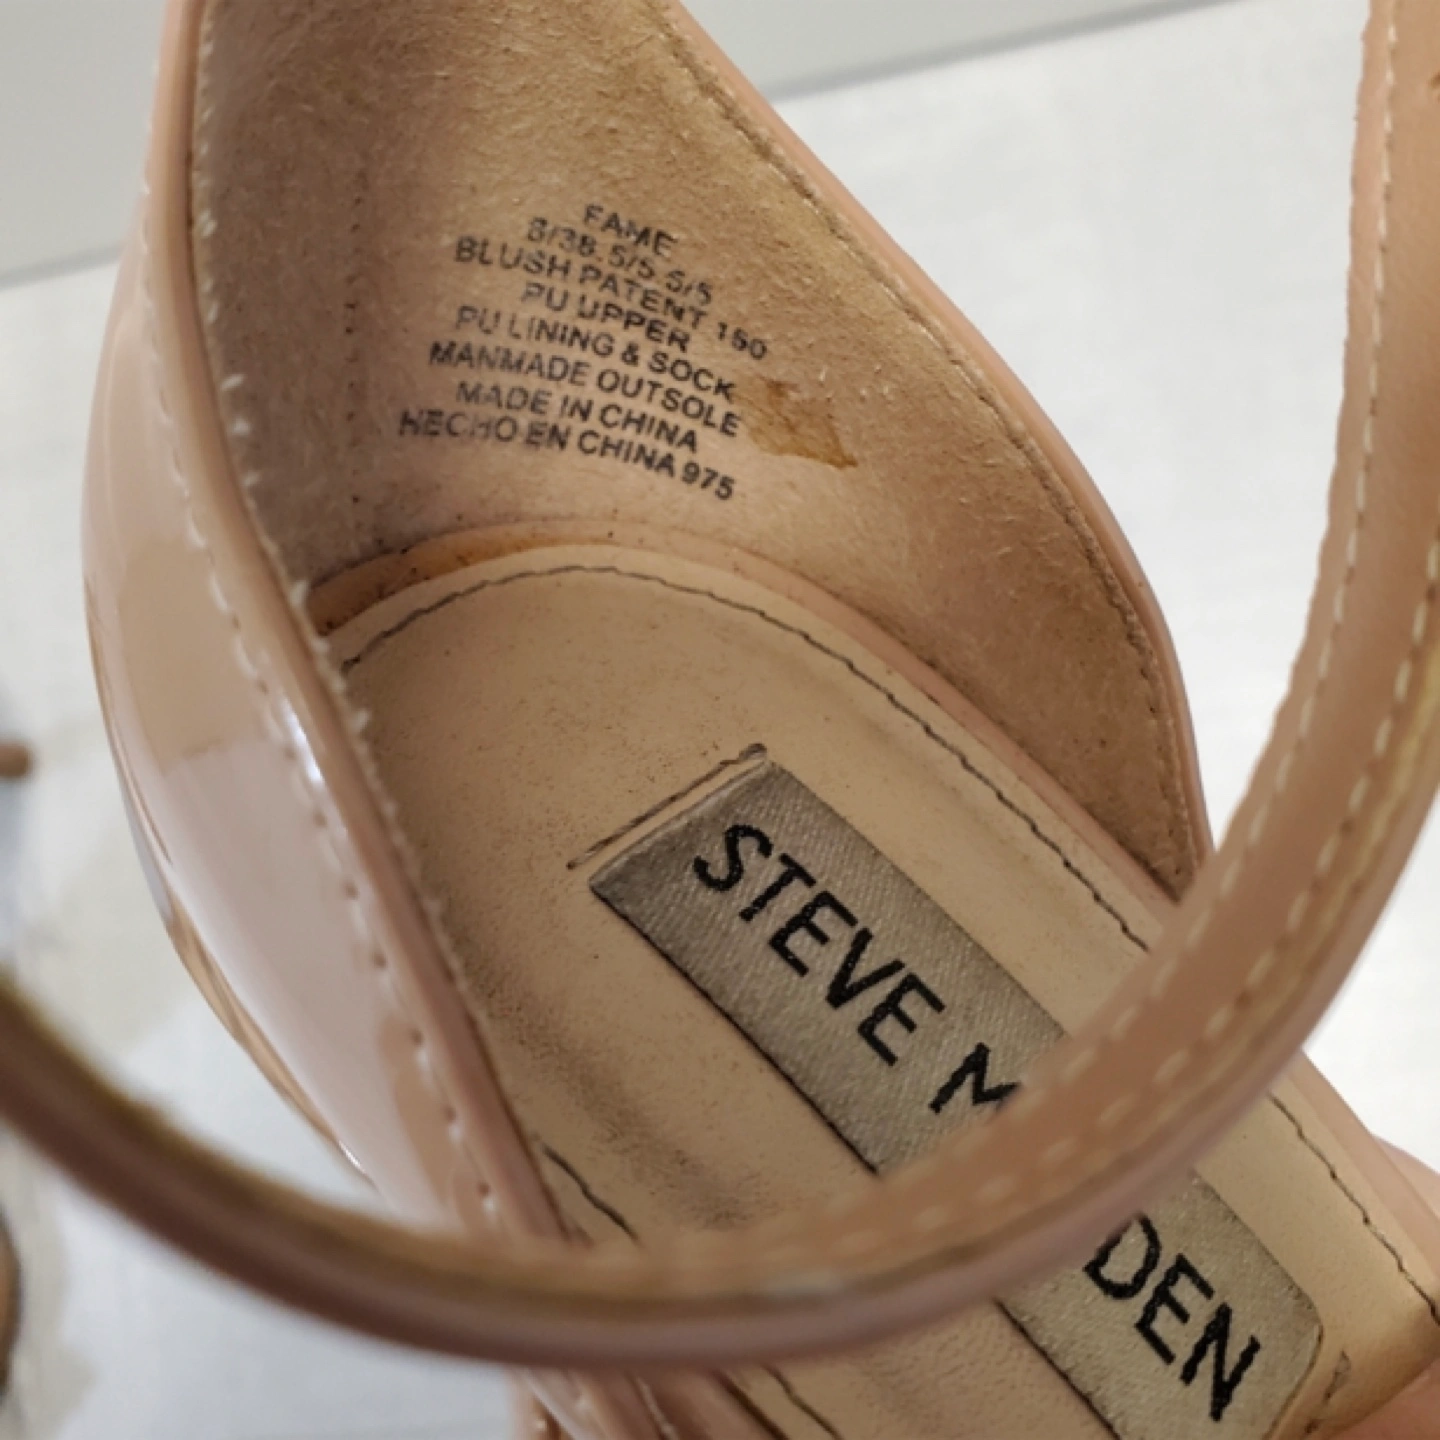 FAME
8/38.5/5.5/5
BLUSH PATENT 150
PU UPPER
PU LINING & SOCK
MANMADE OUTSOLE
MADE IN CHINA
HECHO EN CHINA 975
STEVE M DEN